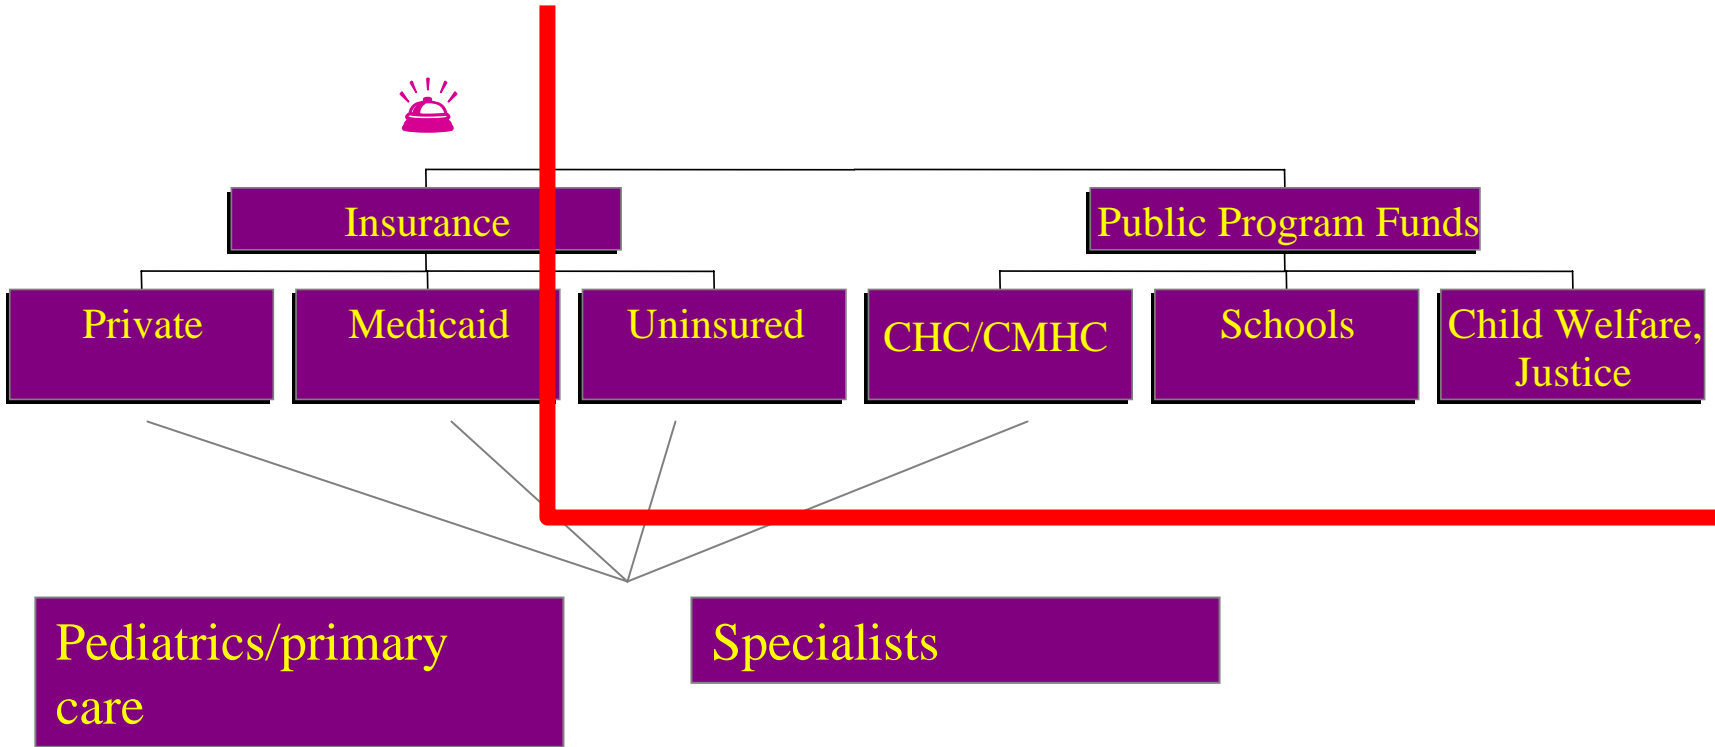 Insurance
Public Program Funds
Private
Medicaid
Uninsured
CHC/CMHC
Schools
Child Welfare,
Justice
Pediatrics/primary
care
Specialists